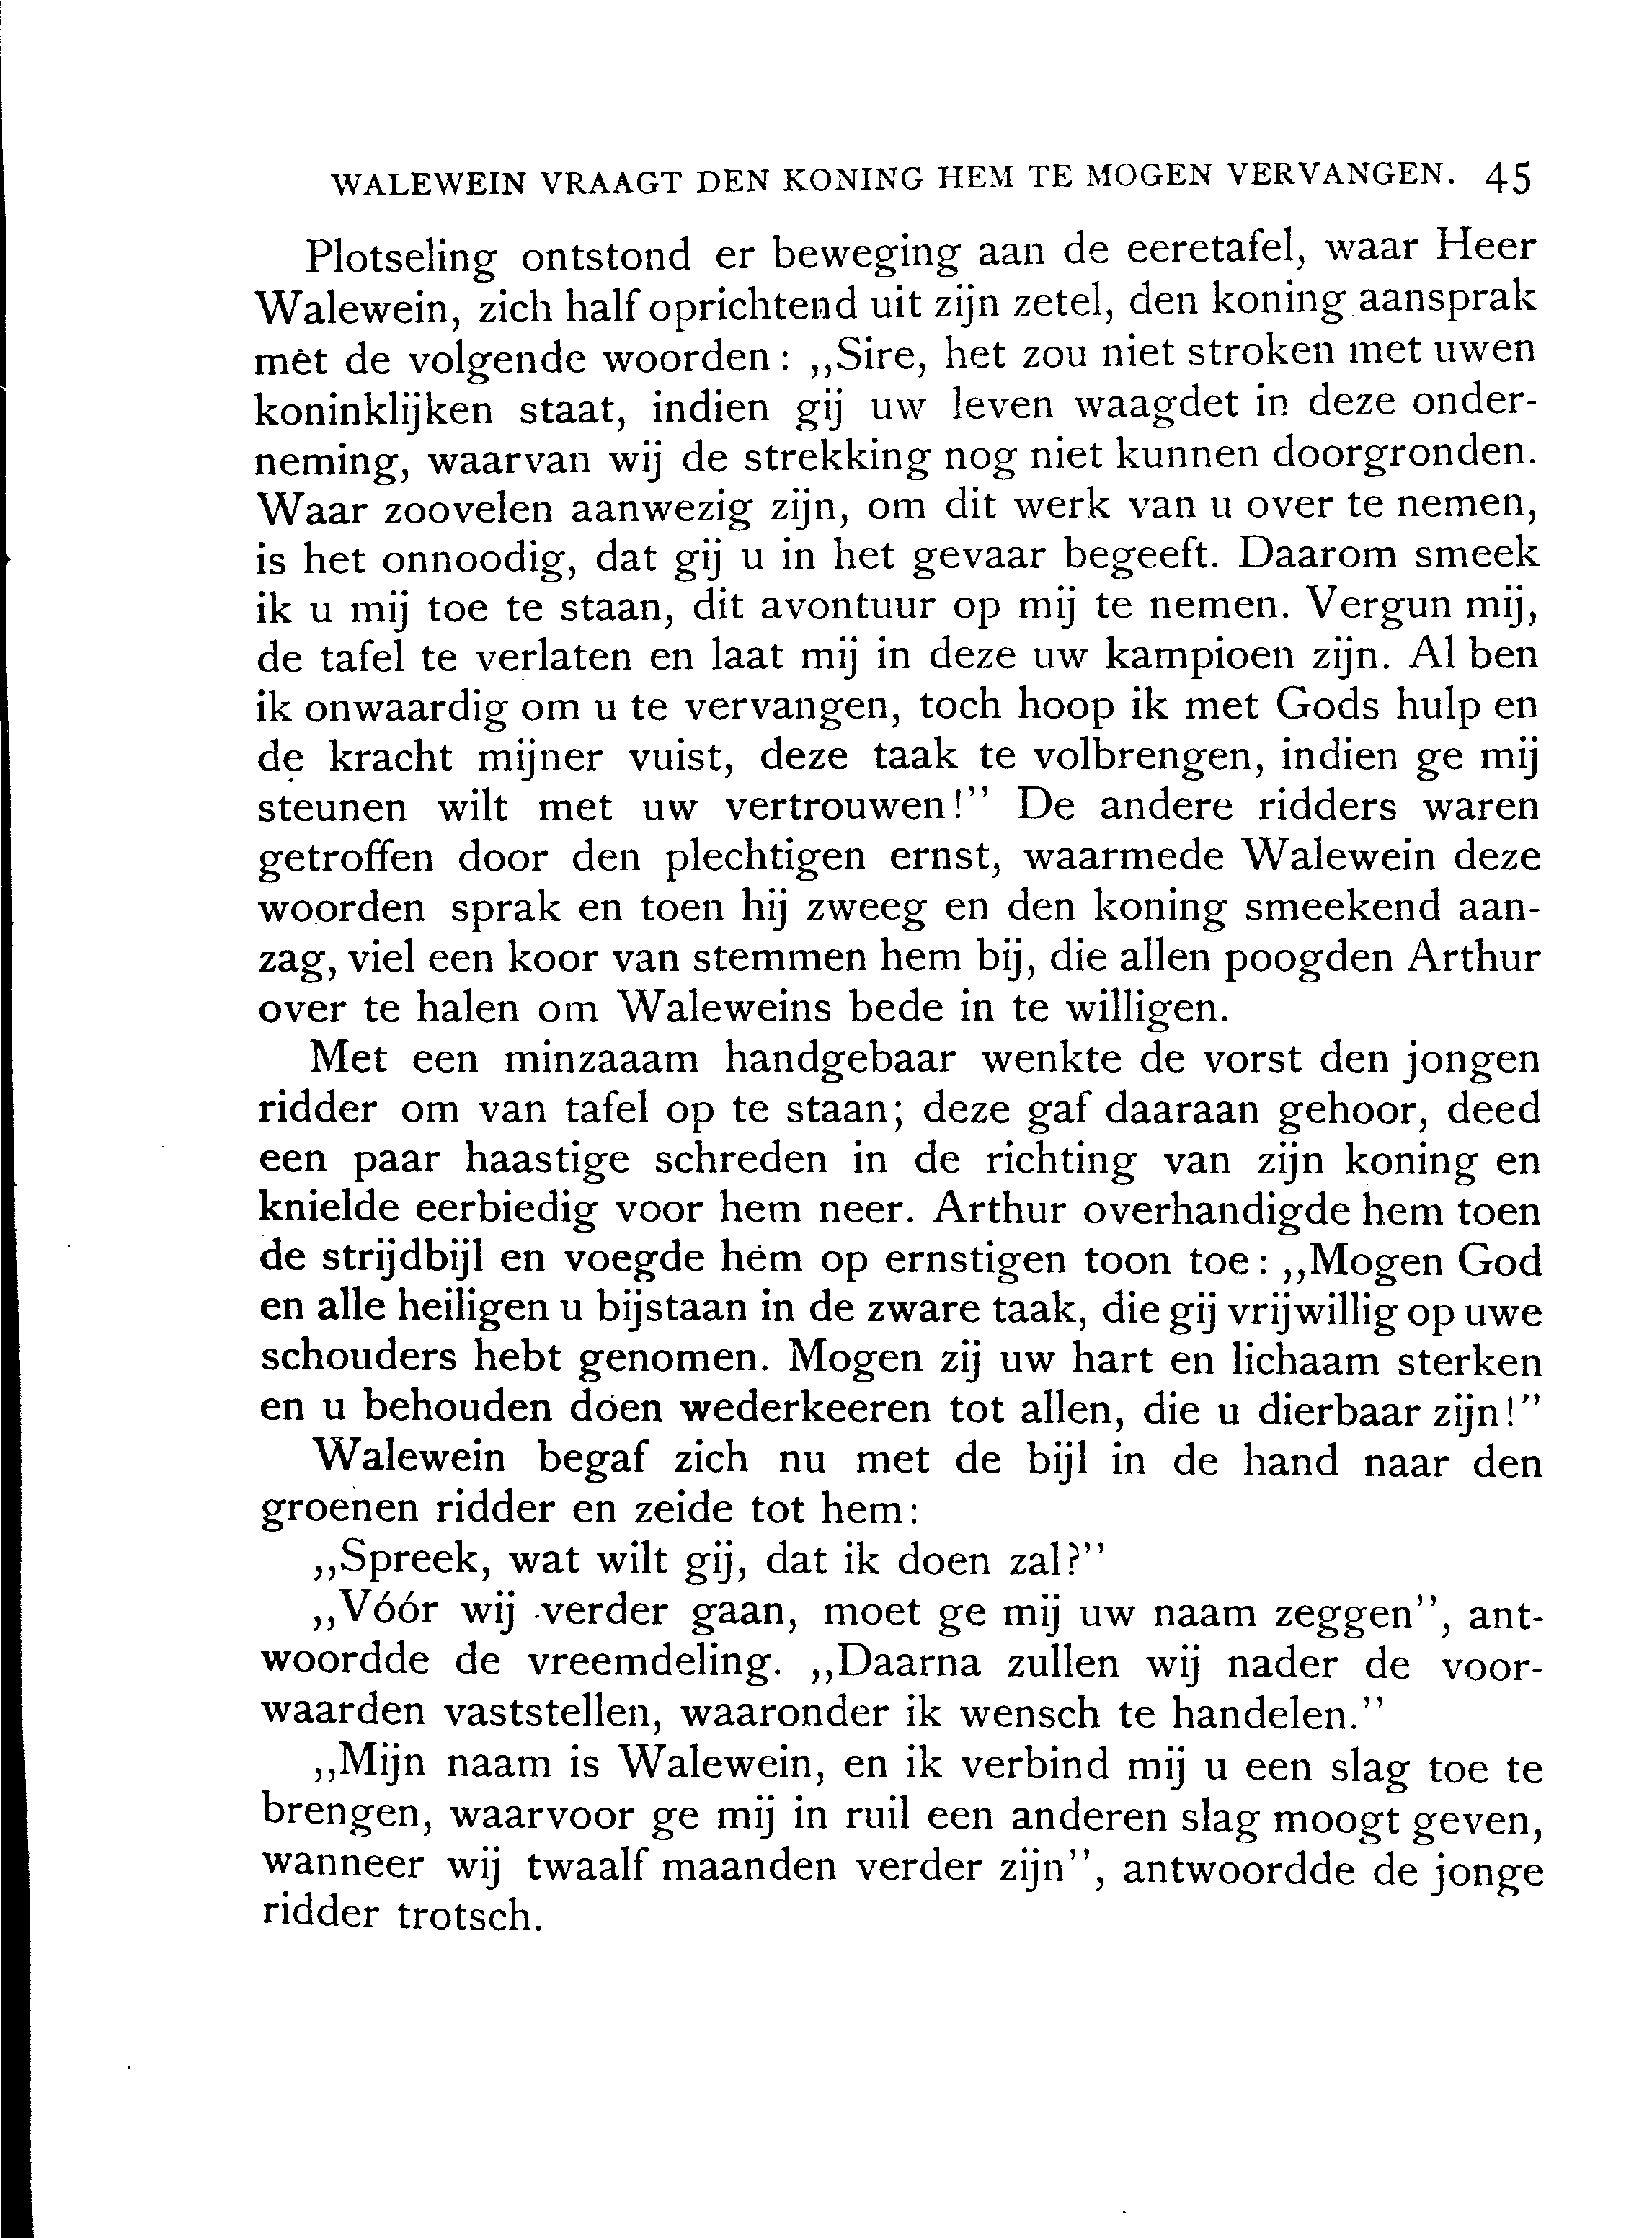 WALEWEIN VRAAGT DEN KONING HEM TE MOGEN VERVANGEN. 45
Plotseling ontstond er beweging aan de eeretafel, waar Heer
Walewein, zich half oprichtend uit zijn zetel, den koning aansprak
met de volgende woorden: „Sire, het zou niet stroken met uwen
koninklijken staat, indien gij uw leven waagdet in deze onder-
neming, waarvan wij de strekking nog niet kunnen doorgronden.
Waar zoovelen aanwezig zijn, om dit werk van u over te nemen,
is het onnoodig, dat gij u in het gevaar begeeft. Daarom smeek
ik u mij toe te staan, dit avontuur op mij te nemen. Vergun mij,
de tafel te verlaten en laat mij in deze uw kampioen zijn. Al ben
ik onwaardig om u te vervangen, toch hoop ik met Gods hulp en
de kracht mijner vuist, deze taak te volbrengen, indien ge mij
steunen wilt met uw vertrouwen!” De andere ridders waren
getroffen door den plechtigen ernst, waarmede Walewein deze
woorden sprak en toen hij zweeg en den koning smeekend aan-
zag, viel een koor van stemmen hem bij, die allen poogden Arthur
over te halen om Waleweins bede in te willigen.
Met een minzaaam handgebaar wenkte de vorst den jongen
ridder om van tafel op te staan; deze gaf daaraan gehoor, deed
een paar haastige schreden in de richting van zijn koning en
knielde eerbiedig voor hem neer. Arthur overhandigde hem toen
de strijdbijl en voegde hem op ernstigen toon toe: „Mogen God
en alle heiligen u bijstaan in de zware taak, die gij vrijwillig op uwe
schouders hebt genomen. Mogen zij uw hart en lichaam sterken
en u behouden doen wederkeeren tot allen, die u dierbaar zijn!”
Walewein begaf zich nu met de bijl in de hand naar den
groenen ridder en zeide tot hem:
„Spreek, wat wilt gij, dat ik doen zal?”
„Vóór wij verder gaan, moet ge mij uw naam zeggen”, ant-
woordde de vreemdeling. „Daarna zullen wij nader de voor-
waarden vaststellen, waaronder ik wensch te handelen.”
„Mijn naam is Walewein, en ik verbind mij u een slag toe te
brengen, waarvoor ge mij in ruil een anderen slag moogt geven,
wanneer wij twaalf maanden verder zijn”, antwoordde de jonge
ridder trotsch.